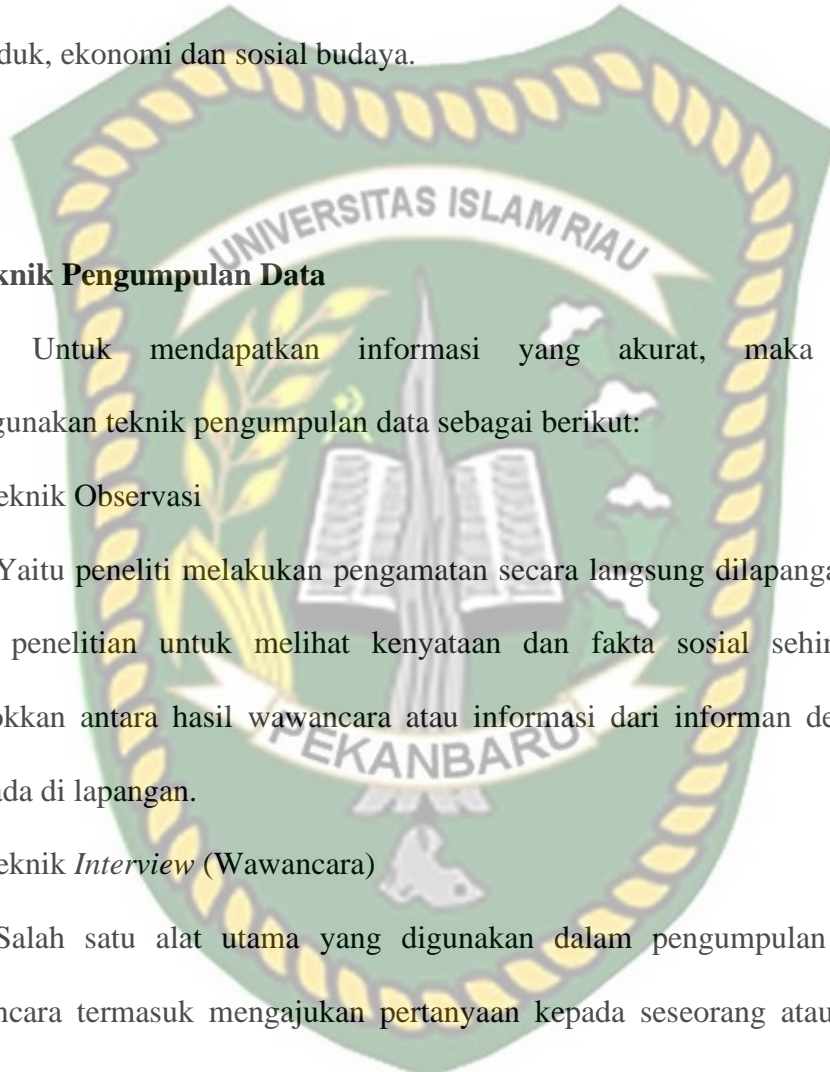 duk, ekonomi dan sosial budaya.
UNIVERSITAS ISLAM RIAU
knik Pengumpulan Data
Untuk mendapatkan informasi yang akurat, maka
gunakan teknik pengumpulan data sebagai berikut:
eknik Observasi
Yaitu peneliti melakukan pengamatan secara langsung dilapanga
penelitian untuk melihat kenyataan dan fakta sosial sehin
okkan antara hasil wawancara atau informasi dari informan de
ada di lapangan.
PEKANBARU
eknik Interview (Wawancara)
Salah satu alat utama yang digunakan dalam pengumpulan
ncara termasuk mengajukan pertanyaan kepada seseorang atau